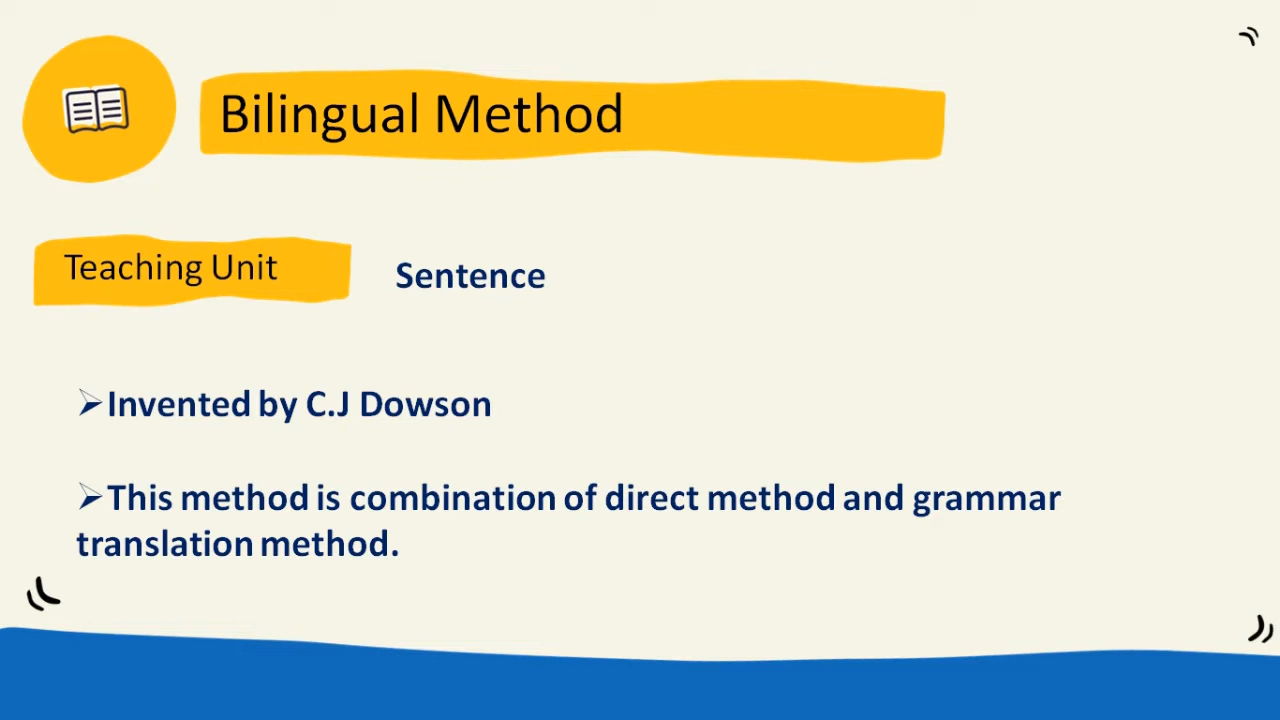 Bilingual Method
Teaching Unit
Sentence
➢Invented by C.J Dowson
➢This method is combination of direct method and grammar
translation method.